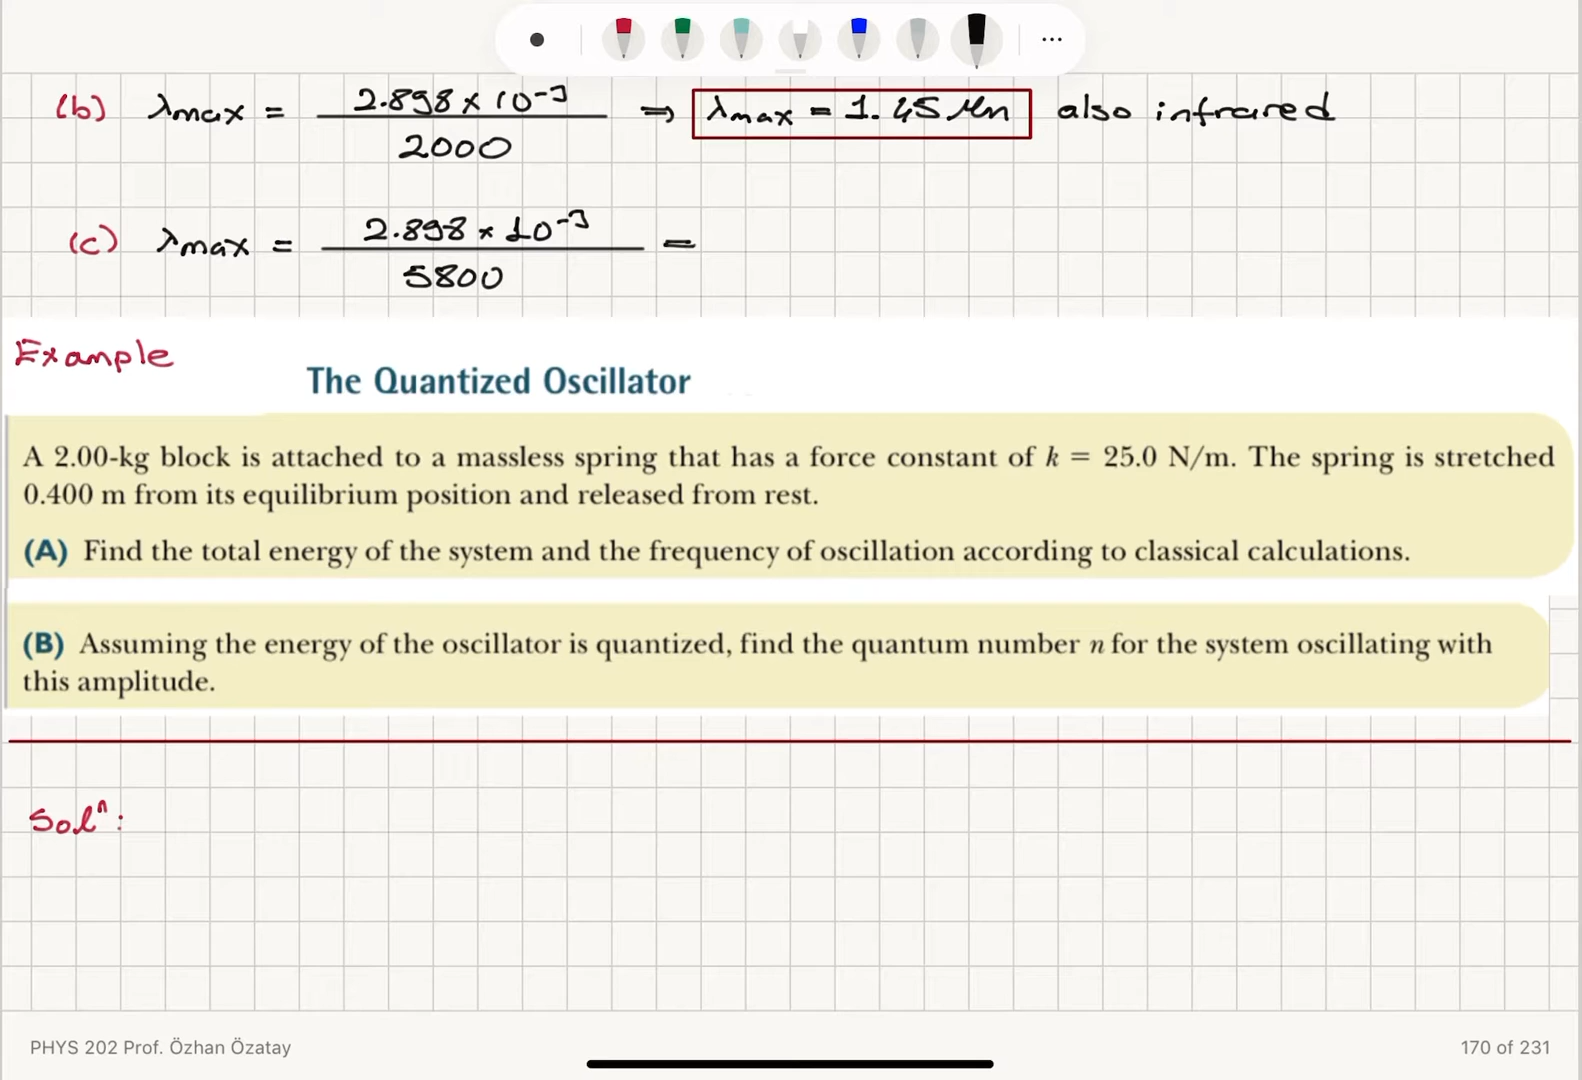 (b) λmax = 2.898 × 10⁻³ / 2000 ⇒ λmax = 1.45 μm also infrared
(c) λmax = 2.898 × 10⁻³ / 5800 =
Example
The Quantized Oscillator
A 2.00-kg block is attached to a massless spring that has a force constant of k = 25.0 N/m. The spring is stretched
0.400 m from its equilibrium position and released from rest.
(A) Find the total energy of the system and the frequency of oscillation according to classical calculations.
(B) Assuming the energy of the oscillator is quantized, find the quantum number n for the system oscillating with
this amplitude.
Solⁿ:
PHYS 202 Prof. Özhan Özatay
170 of 231